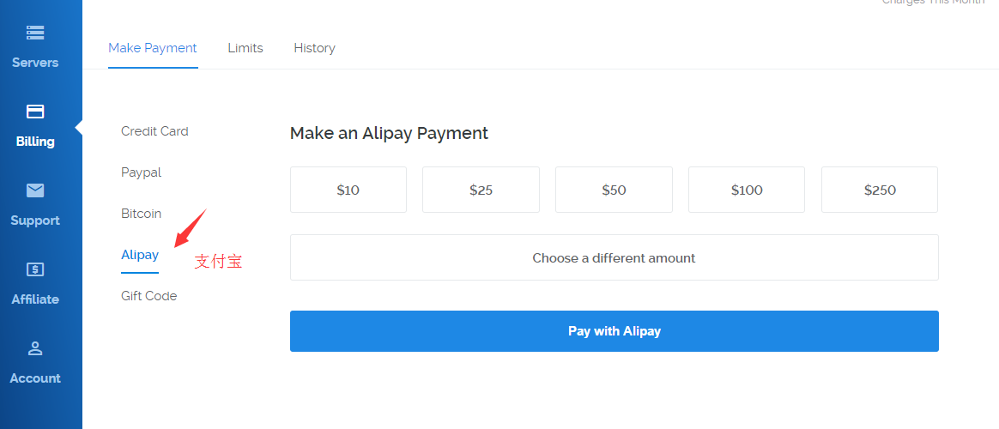 Charges This Month
Servers
Billing
Support
Affiliate
Account
Make Payment
Limits
History
Credit Card
Paypal
Bitcoin
Alipay
支付宝
Gift Code
Make an Alipay Payment
$10
$25
$50
$100
$250
Choose a different amount
Pay with Alipay